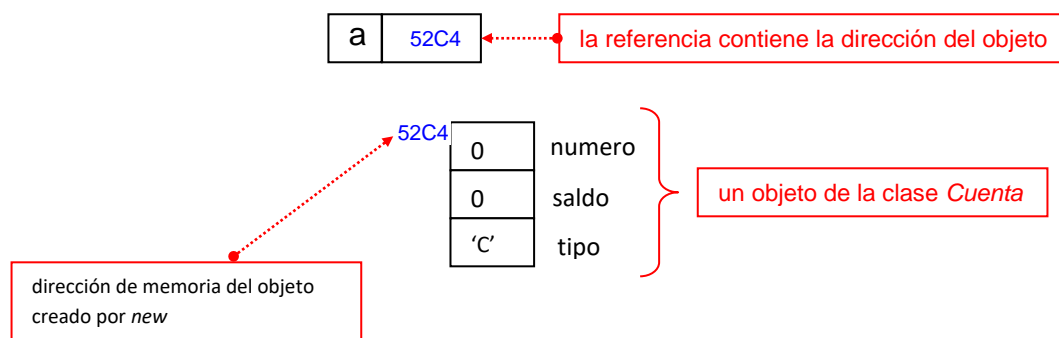 a 52C4 la referencia contiene la dirección del objeto
52C4
0 numero
0 saldo
‘C’ tipo
un objeto de la clase Cuenta
dirección de memoria del objeto
creado por new